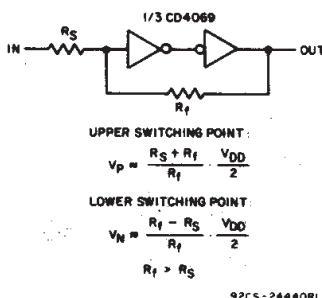 1/3 CD4069
IN
RS
OUT
Rf
UPPER SWITCHING POINT:
VP ≈ RS + Rf / Rf · VDD / 2
LOWER SWITCHING POINT:
VN ≈ Rf - RS / Rf · VDD / 2
Rf > RS
92CS-24440RI